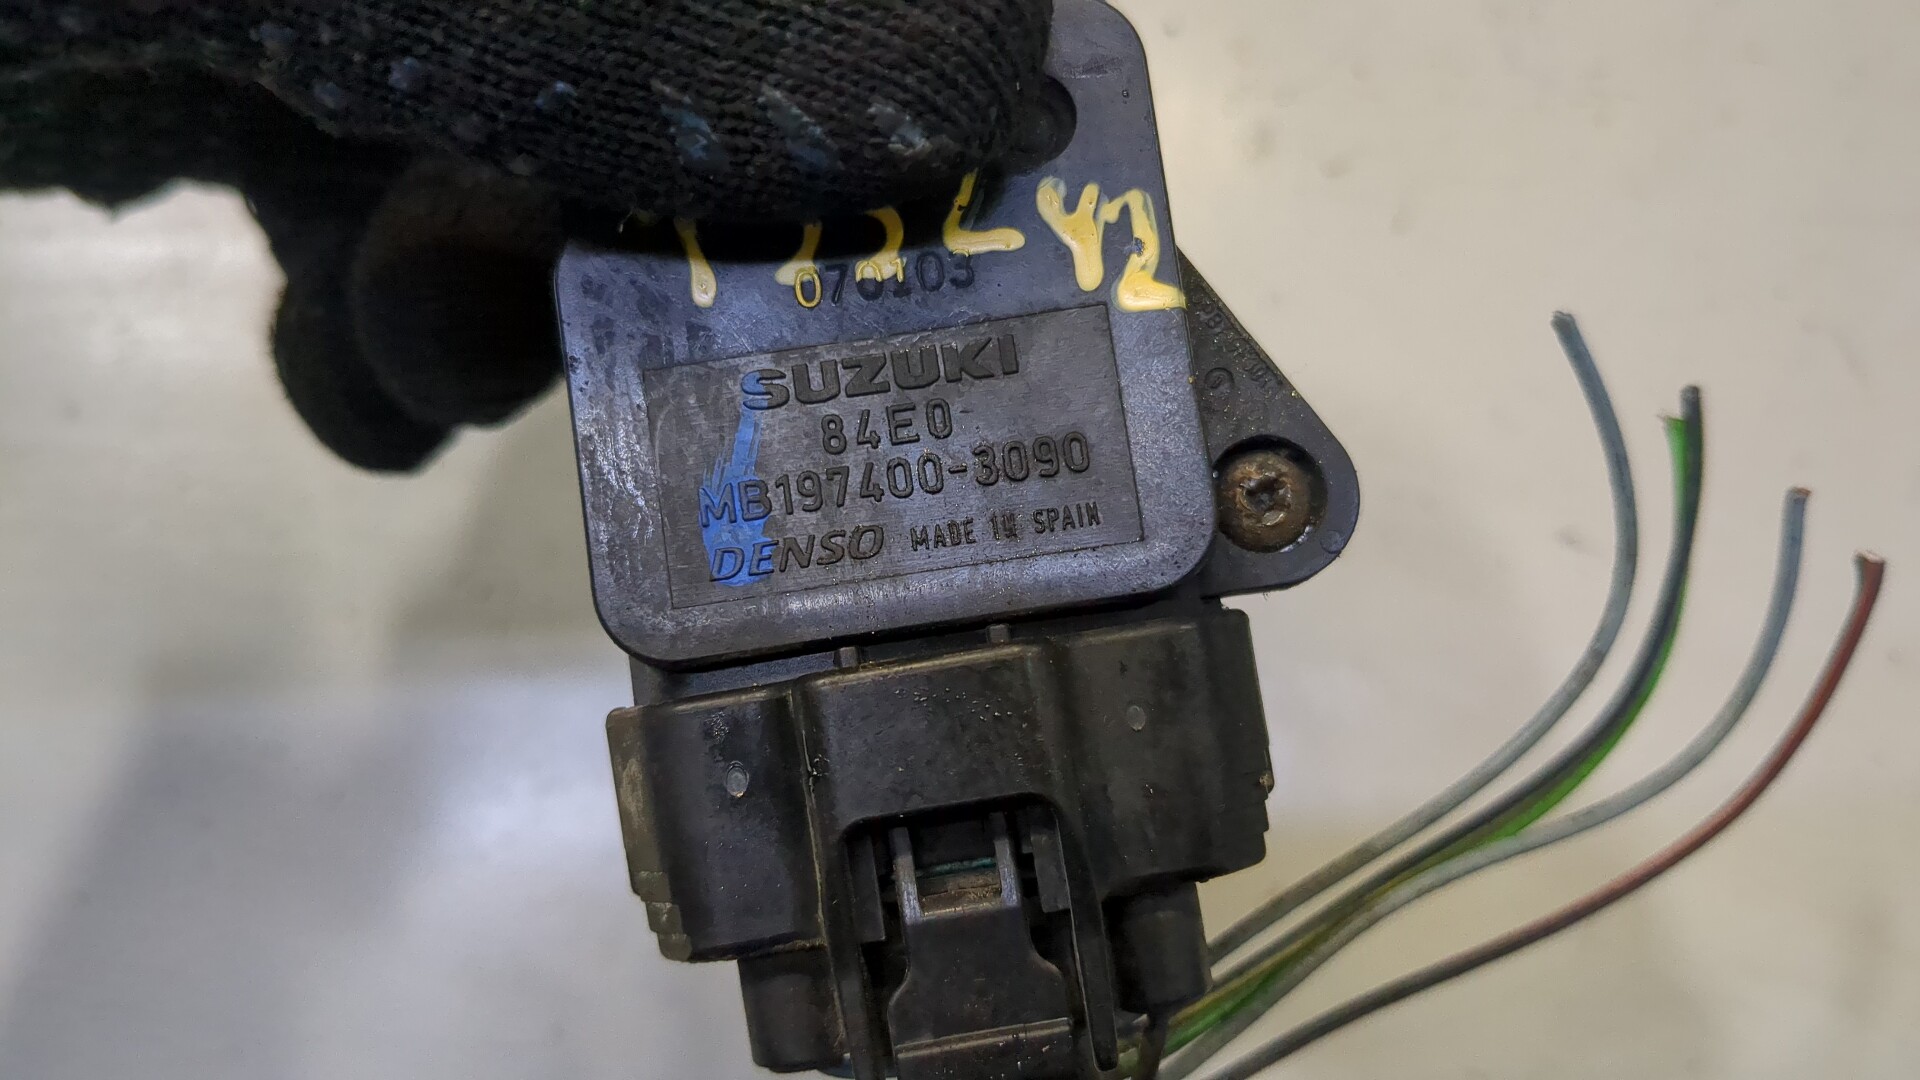 070103
SUZUKI
84E0
MB197400-3090
DENSO MADE IN SPAIN